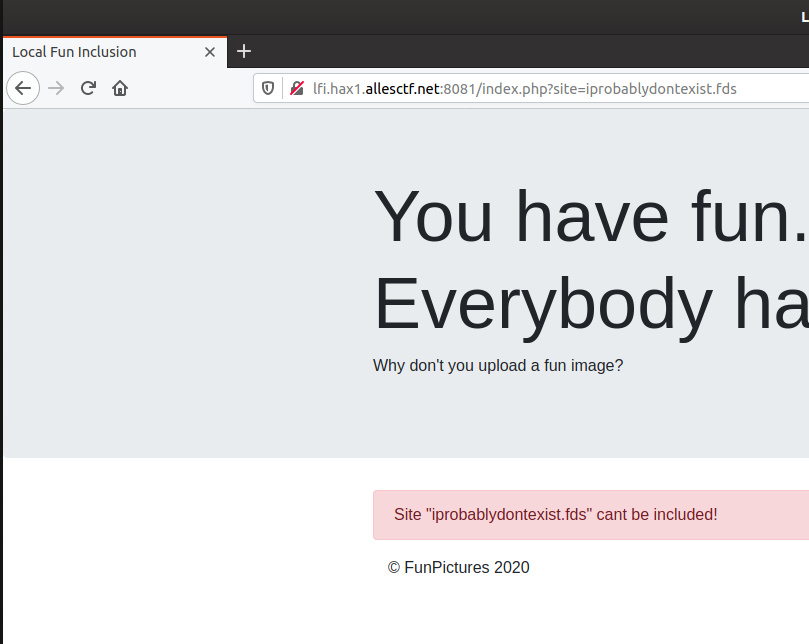 L
Local Fun Inclusion
lfi.hax1.allesctf.net:8081/index.php?site=iprobablydontexist.fds
You have fun.
Everybody ha
Why don't you upload a fun image?
Site "iprobablydontexist.fds" cant be included!
© FunPictures 2020